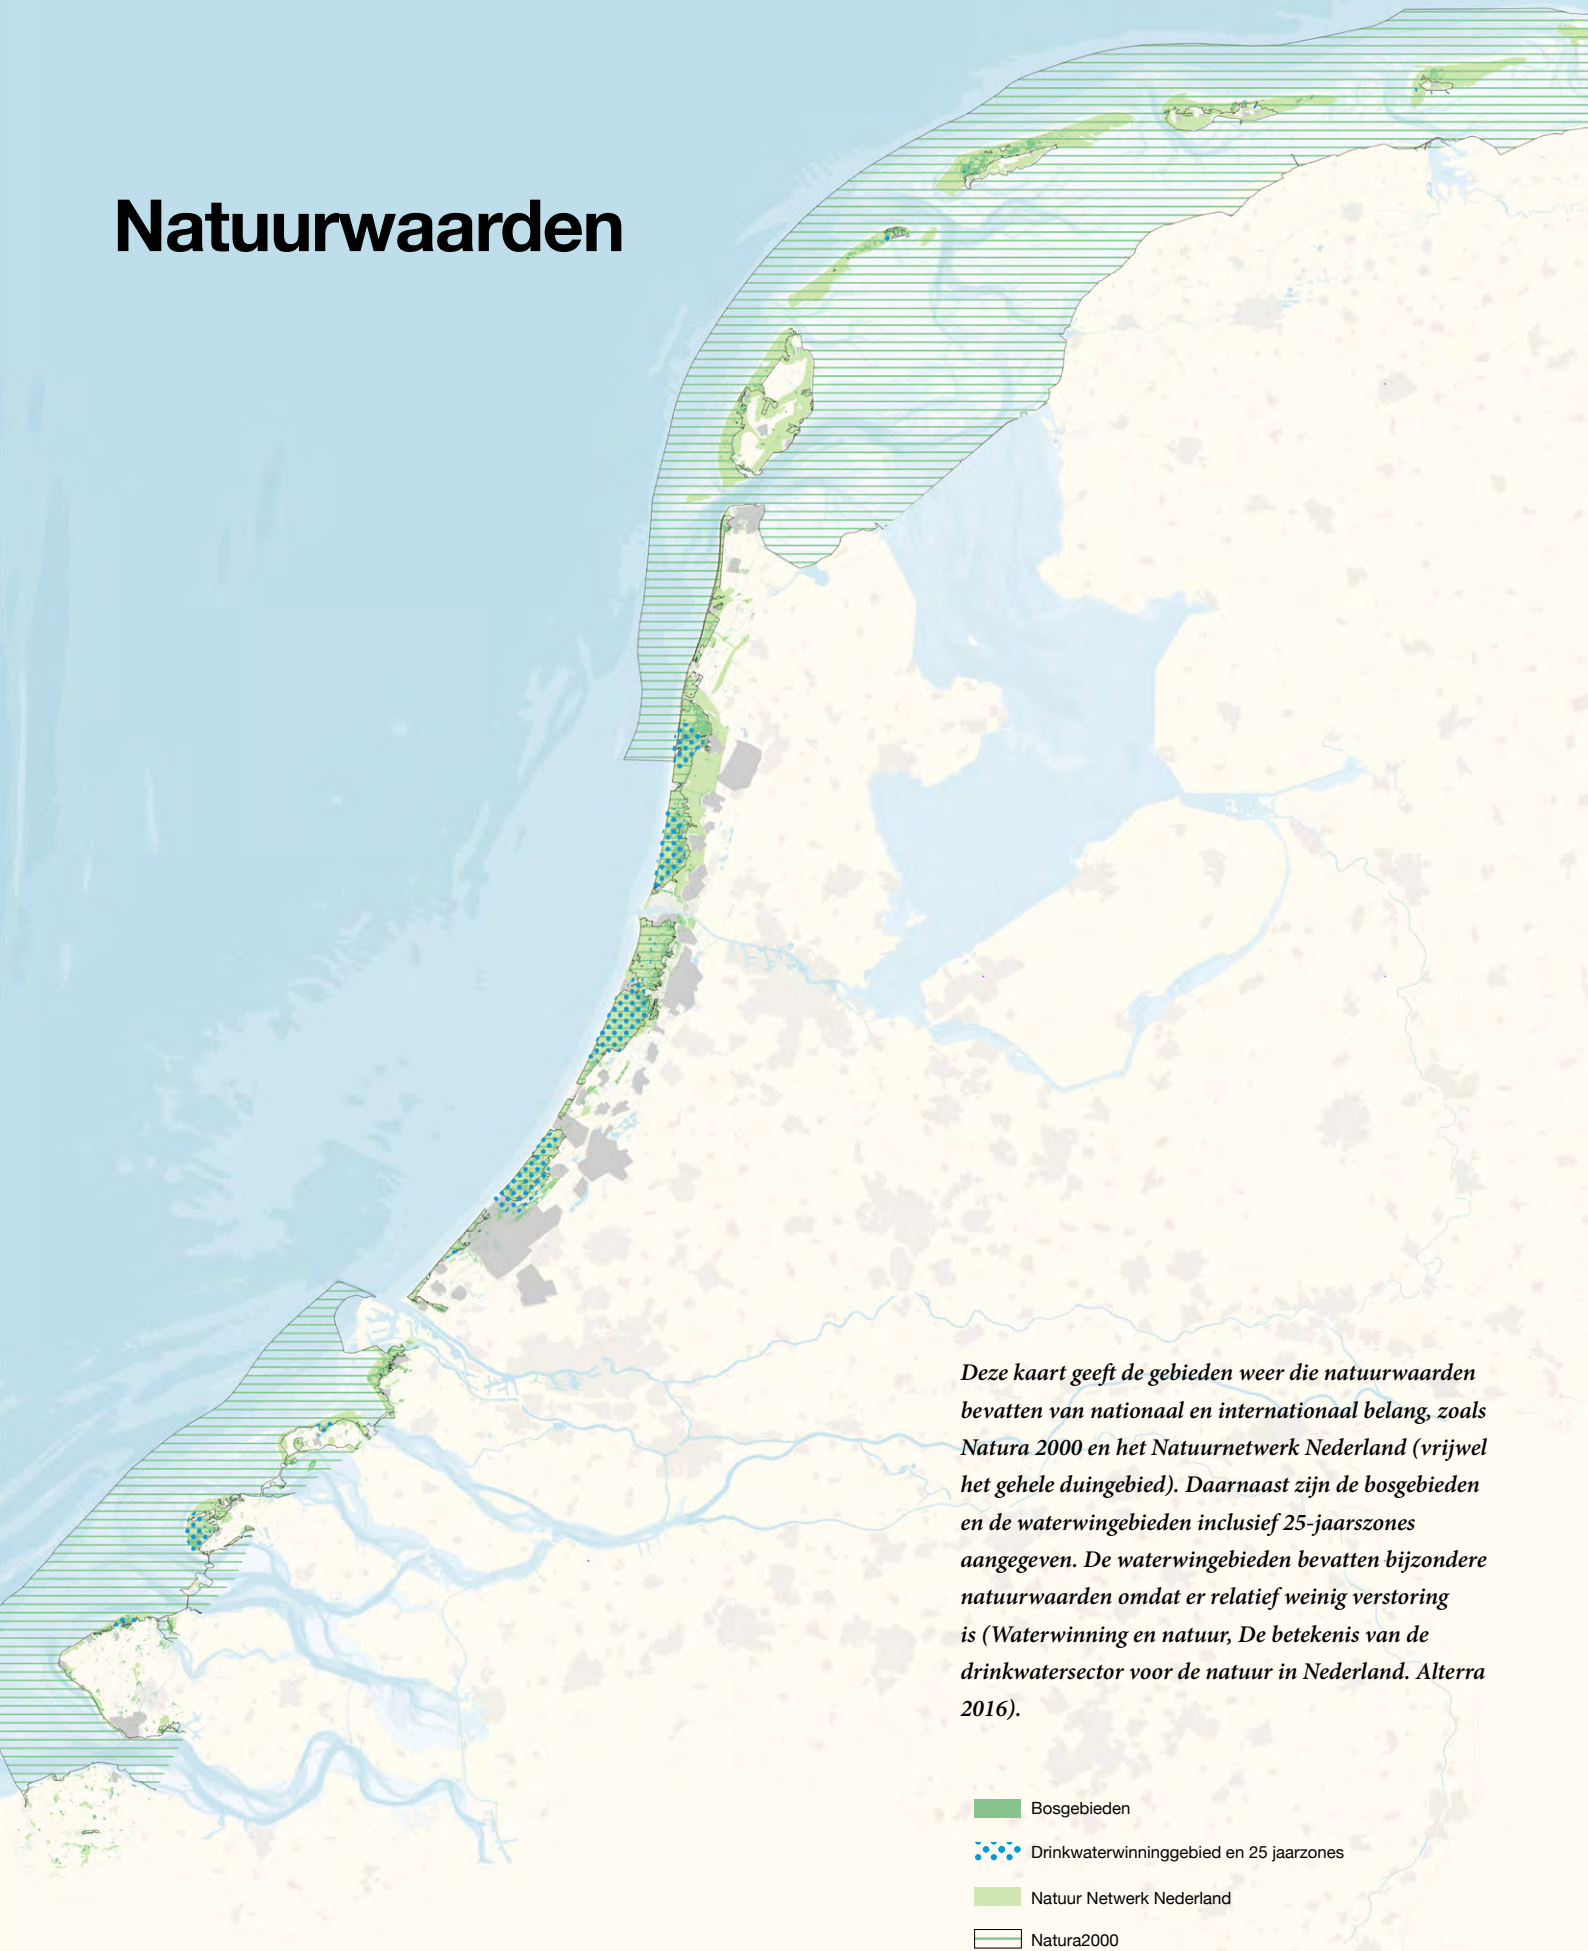 Natuurwaarden
Deze kaart geeft de gebieden weer die natuurwaarden
bevatten van nationaal en internationaal belang, zoals
Natura 2000 en het Natuurnetwerk Nederland (vrijwel
het gehele duingebied). Daarnaast zijn de bosgebieden
en de waterwingebieden inclusief 25-jaarszones
aangegeven. De waterwingebieden bevatten bijzondere
natuurwaarden omdat er relatief weinig verstoring
is (Waterwinning en natuur, De betekenis van de
drinkwatersector voor de natuur in Nederland. Alterra
2016).
Bosgebieden
Drinkwaterwinninggebied en 25 jaarzones
Natuur Netwerk Nederland
Natura2000